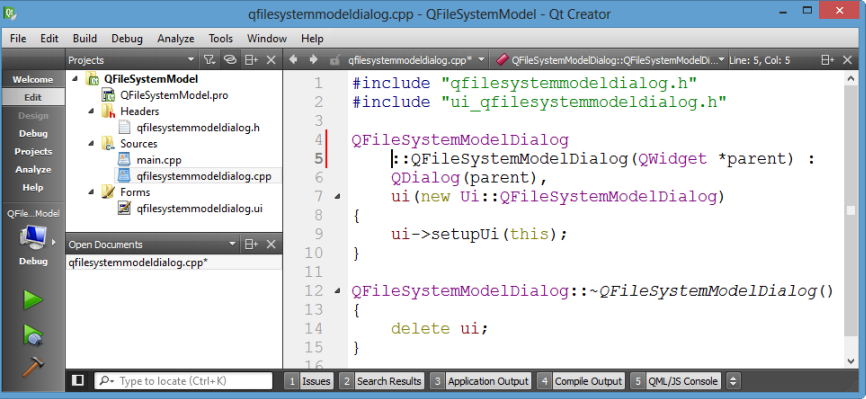 qfilesystemmodeldialog.cpp - QFileSystemModel - Qt Creator
File Edit Build Debug Analyze Tools Window Help
Projects
qfilesystemmodeldialog.cpp*
QFileSystemModelDialog::QFileSystemModelDi...
Line: 5, Col: 5
Welcome
Edit
Design
Debug
Projects
Analyze
Help
QFile...Model
Debug
QFileSystemModel
QFileSystemModel.pro
Headers
qfilesystemmodeldialog.h
Sources
main.cpp
qfilesystemmodeldialog.cpp
Forms
qfilesystemmodeldialog.ui
Open Documents
qfilesystemmodeldialog.cpp*
1 #include "qfilesystemmodeldialog.h"
2 #include "ui_qfilesystemmodeldialog.h"
3
4 QFileSystemModelDialog
5 ::QFileSystemModelDialog(QWidget *parent) :
6 QDialog(parent),
7 ui(new Ui::QFileSystemModelDialog)
8 {
9 ui->setupUi(this);
10 }
11
12 QFileSystemModelDialog::~QFileSystemModelDialog()
13 {
14 delete ui;
15 }
16
Type to locate (Ctrl+K)
1 Issues 2 Search Results 3 Application Output 4 Compile Output 5 QML/JS Console